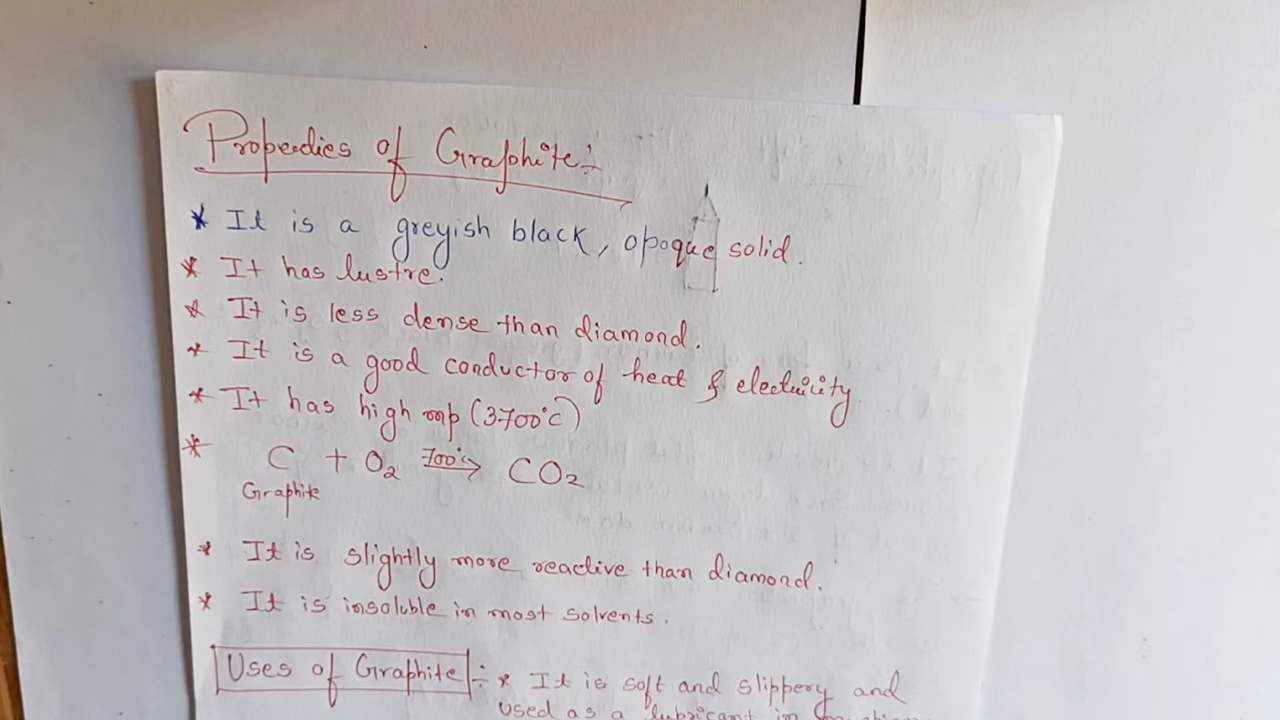 Properties of Graphite:-
* It is a greyish black, opaque solid.
* It has lustre.
* It is less dense than diamond.
* It is a good conductor of heat & electricity.
* It has high mp (3700°C)
* C + O₂ 700°C → CO₂
Graphite
* It is slightly more reactive than diamond.
* It is insoluble in most solvents.
Uses of Graphite :- * It is soft and slippery and
used as a lubricant in